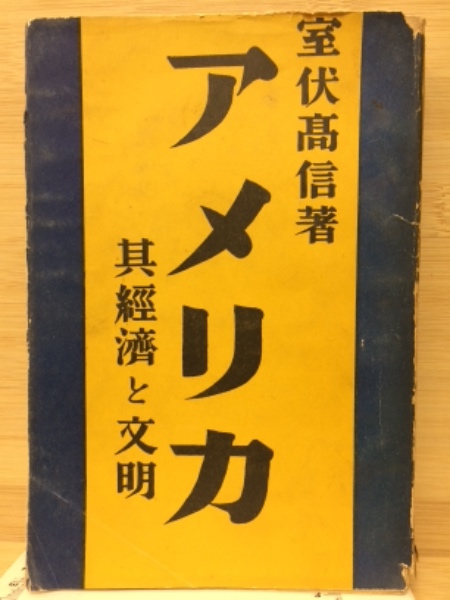 室伏高信著
アメリカ
其經濟と文明